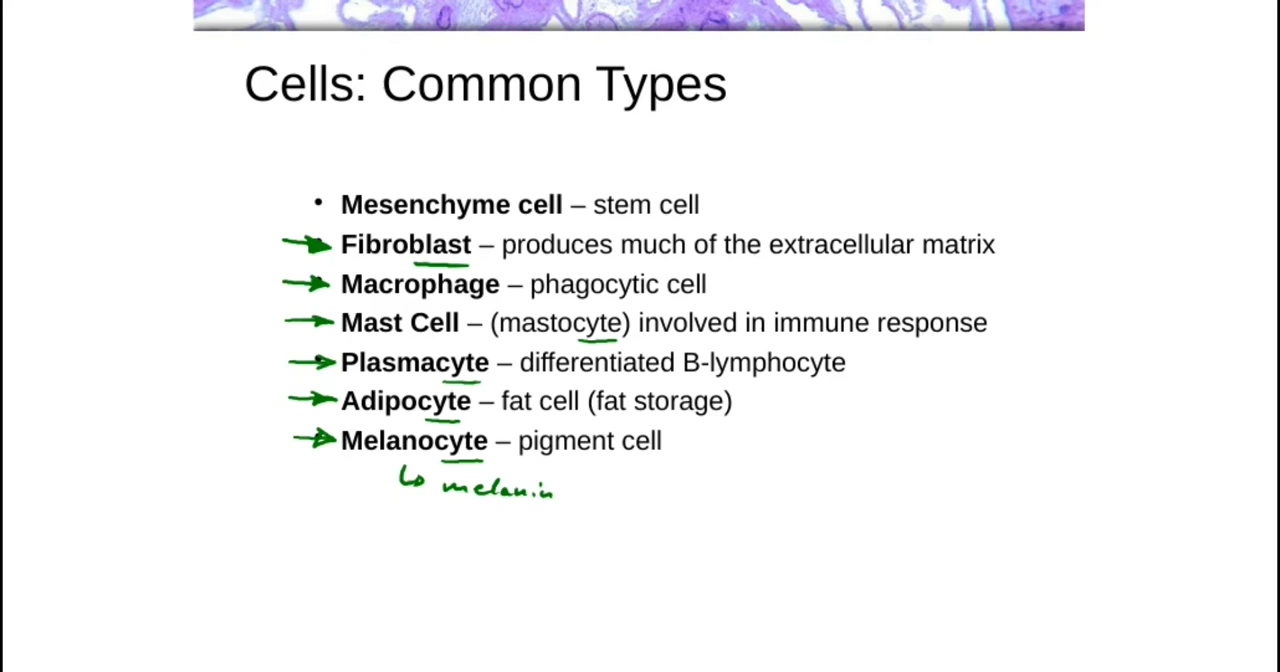 Cells: Common Types
• Mesenchyme cell – stem cell
Fibroblast – produces much of the extracellular matrix
Macrophage – phagocytic cell
Mast Cell – (mastocyte) involved in immune response
Plasmacyte – differentiated B-lymphocyte
Adipocyte – fat cell (fat storage)
Melanocyte – pigment cell
melanin